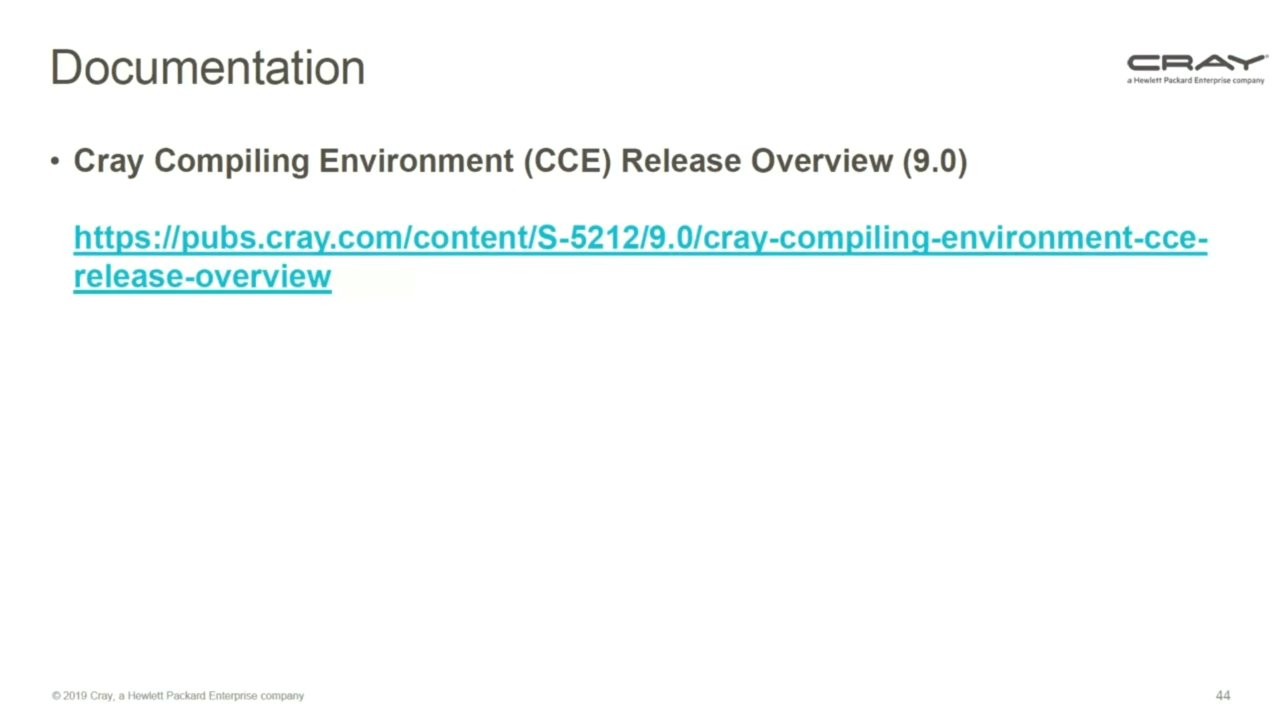 Documentation
CRAY
a Hewlett Packard Enterprise company
• Cray Compiling Environment (CCE) Release Overview (9.0)
https://pubs.cray.com/content/S-5212/9.0/cray-compiling-environment-cce-
release-overview
© 2019 Cray, a Hewlett Packard Enterprise company
44